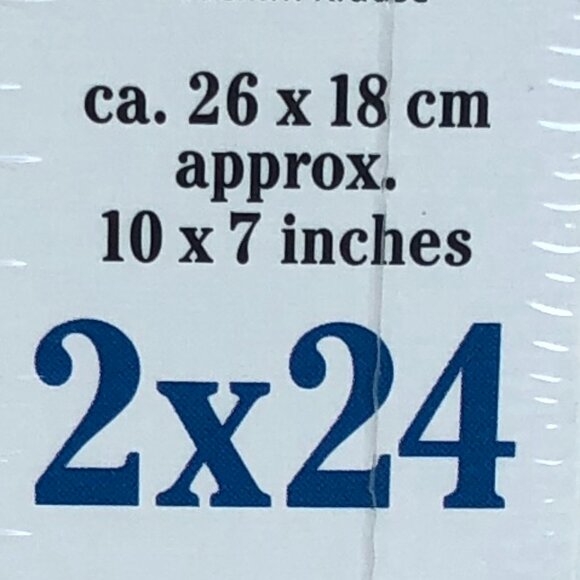 ca. 26 x 18 cm
approx.
10 x 7 inches
2x24